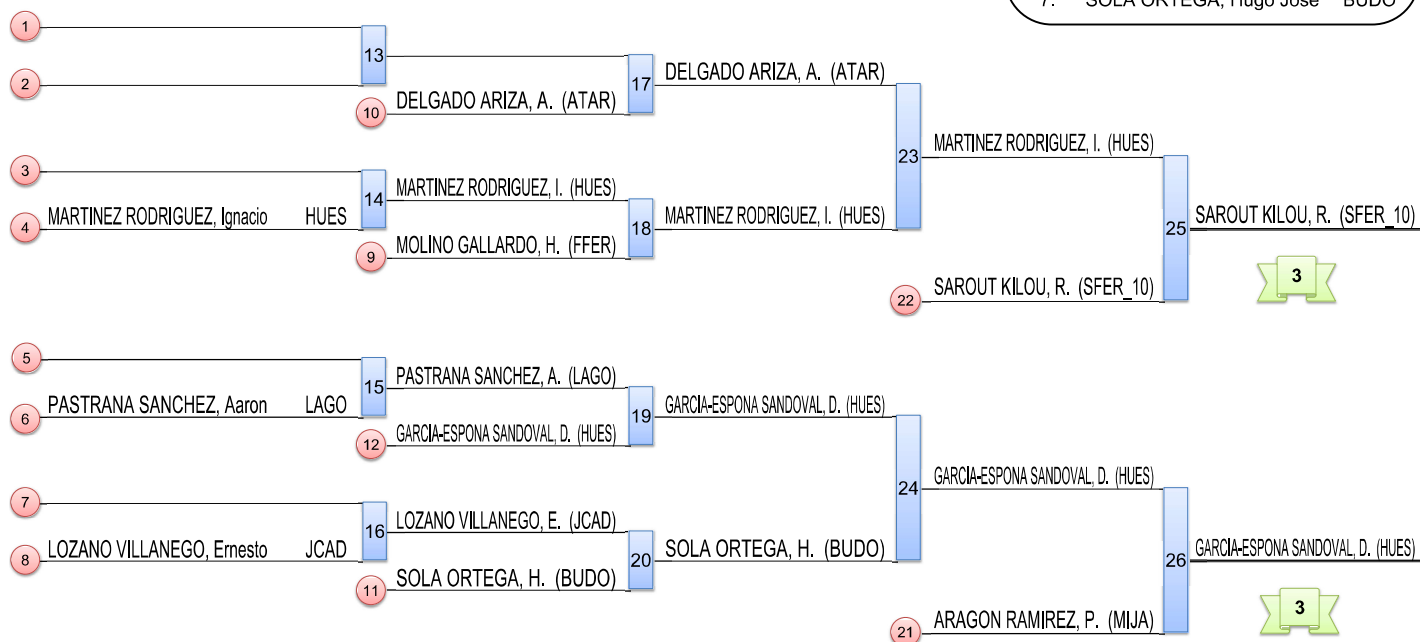 7. SOLA ORTEGA, Hugo Jose BUDO
1
13
2
17
DELGADO ARIZA, A. (ATAR)
10
DELGADO ARIZA, A. (ATAR)
23
MARTINEZ RODRIGUEZ, I. (HUES)
3
14
MARTINEZ RODRIGUEZ, I. (HUES)
4
MARTINEZ RODRIGUEZ, Ignacio HUES
18
MARTINEZ RODRIGUEZ, I. (HUES)
9
MOLINO GALLARDO, H. (FFER)
25
SAROUT KILOU, R. (SFER_10)
3
22
SAROUT KILOU, R. (SFER_10)
5
15
PASTRANA SANCHEZ, A. (LAGO)
6
PASTRANA SANCHEZ, Aaron LAGO
19
GARCIA-ESPONA SANDOVAL, D. (HUES)
12
GARCIA-ESPONA SANDOVAL, D. (HUES)
24
GARCIA-ESPONA SANDOVAL, D. (HUES)
7
16
LOZANO VILLANEGO, E. (JCAD)
8
LOZANO VILLANEGO, Ernesto JCAD
20
SOLA ORTEGA, H. (BUDO)
11
SOLA ORTEGA, H. (BUDO)
26
GARCIA-ESPONA SANDOVAL, D. (HUES)
3
21
ARAGON RAMIREZ, P. (MIJA)